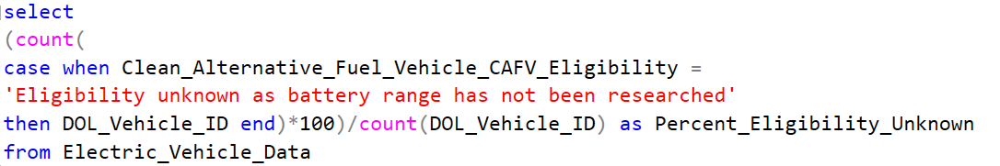 select
(count(
case when Clean_Alternative_Fuel_Vehicle_CAFV_Eligibility =
'Eligibility unknown as battery range has not been researched'
then DOL_Vehicle_ID end)*100)/count(DOL_Vehicle_ID) as Percent_Eligibility_Unknown
from Electric_Vehicle_Data